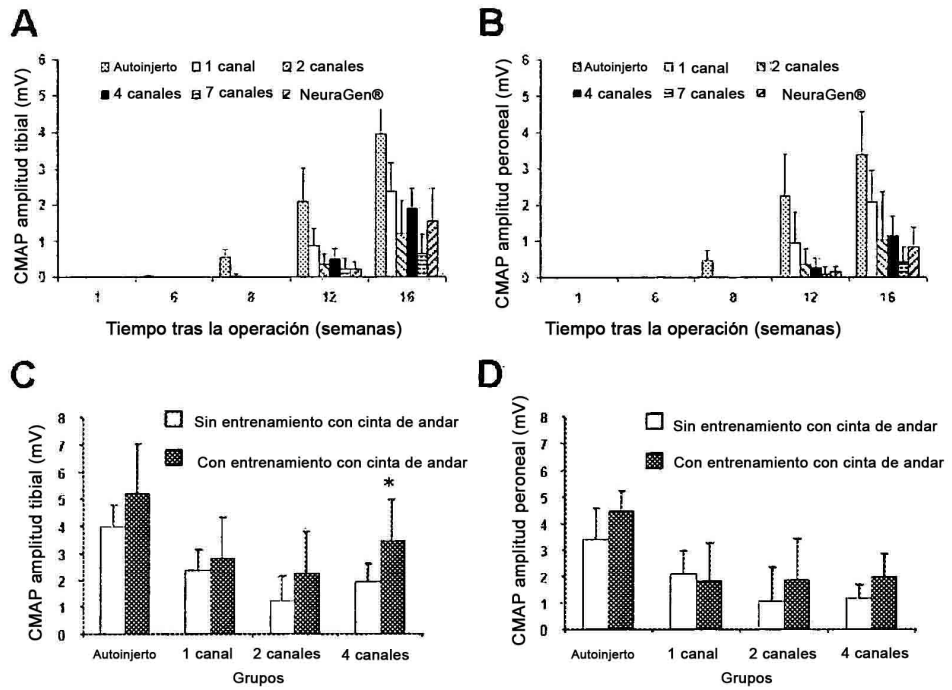 A
CMAP amplitud tibial (mV)
6
5
4
3
2
1
0
Autoinjerto
1 canal
2 canales
4 canales
7 canales
NeuraGen®
1
6
8
12
16
Tiempo tras la operación (semanas)
B
CMAP amplitud peroneal (mV)
6
5
4
3
2
1
0
Autoinjerto
1 canal
2 canales
4 canales
7 canales
NeuraGen®
1
6
8
12
16
Tiempo tras la operación (semanas)
C
CMAP amplitud tibial (mV)
8
7
6
5
4
3
2
1
0
Sin entrenamiento con cinta de andar
Con entrenamiento con cinta de andar
*
Autoinjerto
1 canal
2 canales
4 canales
Grupos
D
CMAP amplitud peroneal (mV)
8
7
6
5
4
3
2
1
0
Sin entrenamiento con cinta de andar
Con entrenamiento con cinta de andar
Autoinjerto
1 canal
2 canales
4 canales
Grupos